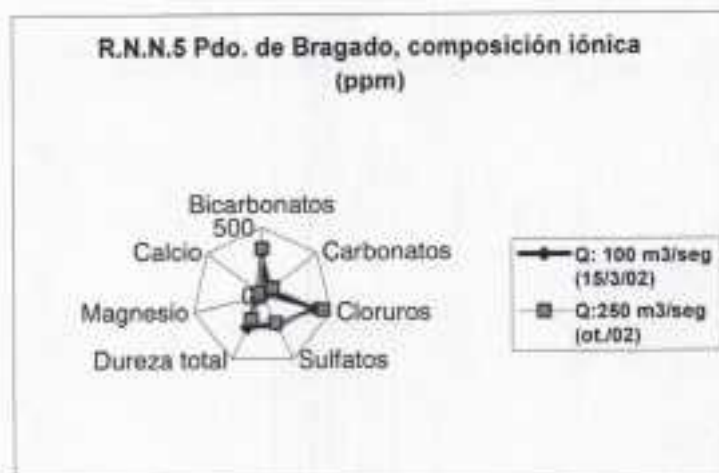 R.N.N.5 Pdo. de Bragado, composición iónica
(ppm)
Bicarbonatos
500
Calcio
Carbonatos
0
Magnesio
Cloruros
Dureza total
Sulfatos
Q: 100 m3/seg
(15/3/02)
Q:250 m3/seg
(ot./02)